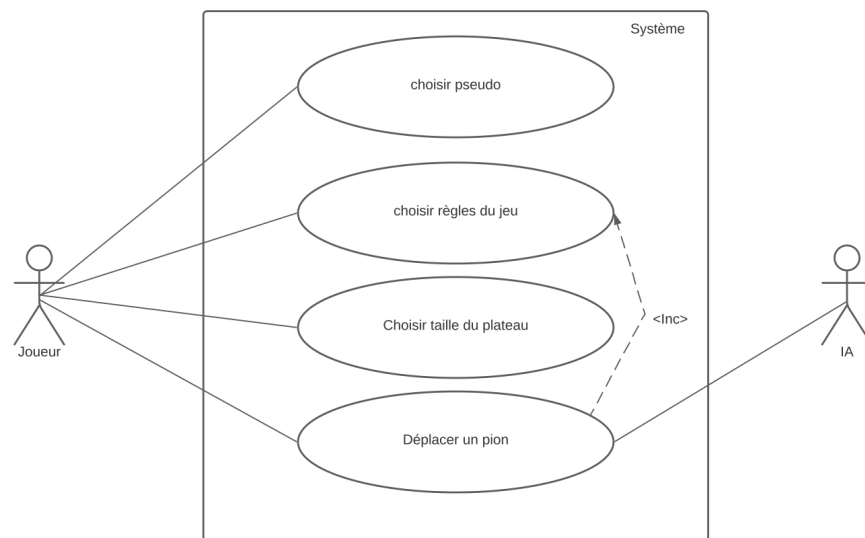 Système
choisir pseudo
choisir règles du jeu
Choisir taille du plateau
<Inc>
Joueur
IA
Déplacer un pion